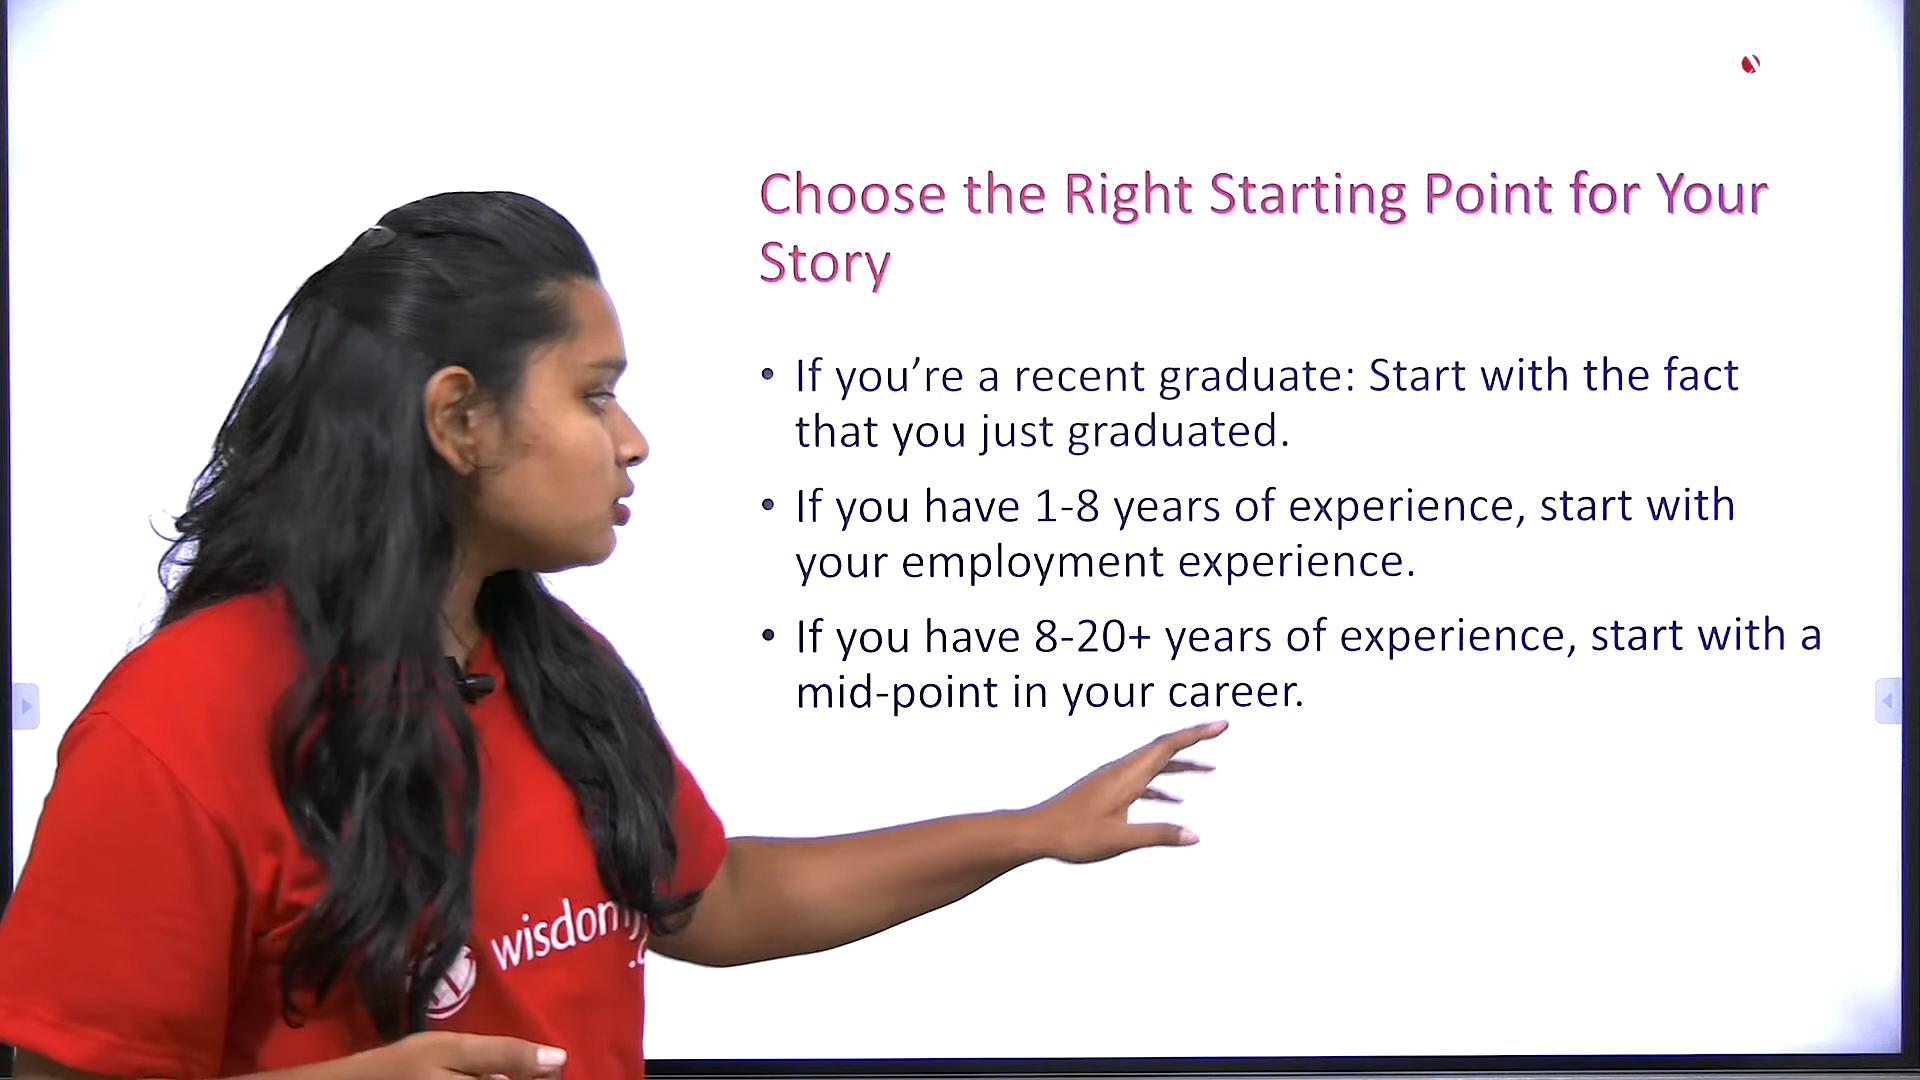 Choose the Right Starting Point for Your
Story
• If you’re a recent graduate: Start with the fact
that you just graduated.
• If you have 1-8 years of experience, start with
your employment experience.
• If you have 8-20+ years of experience, start with a
mid-point in your career.
wisdom